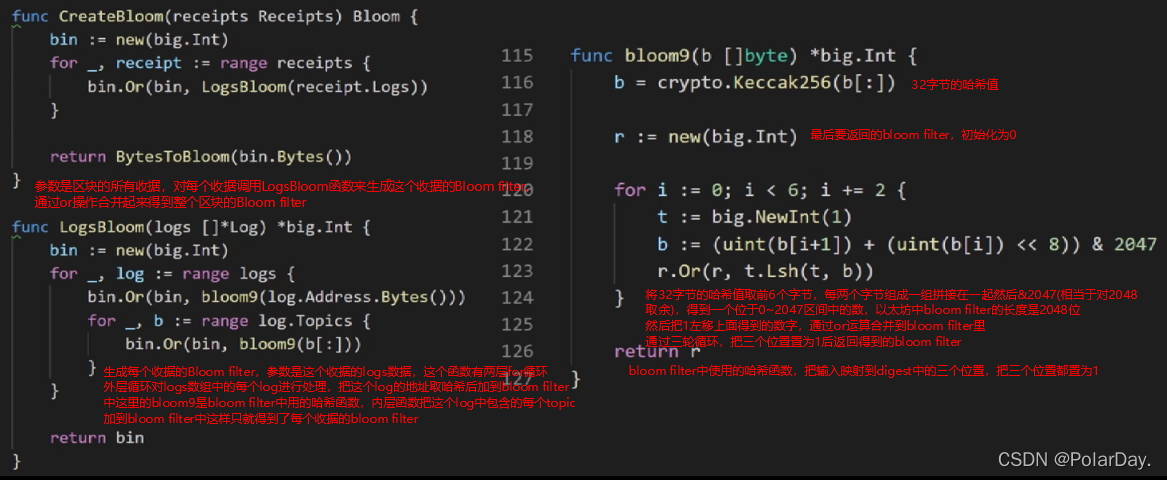 func CreateBloom(receipts Receipts) Bloom {
bin := new(big.Int)
for _, receipt := range receipts {
bin.Or(bin, LogsBloom(receipt.Logs))
}
return BytesToBloom(bin.Bytes())
}
参数是区块的所有收据，对每个收据调用LogsBloom函数来生成这个收据的Bloom filter
通过or操作合并起来得到整个区块的Bloom filter
func LogsBloom(logs []*Log) *big.Int {
bin := new(big.Int)
for _, log := range logs {
bin.Or(bin, bloom9(log.Address.Bytes()))
for _, b := range log.Topics {
bin.Or(bin, bloom9(b[:]))
}
生成每个收据的Bloom filter，参数是这个收据的logs数据，这个函数有两层for循环
外层循环对logs数组中的每个log进行处理，把这个log的地址取哈希后加到bloom filter
}
中这里的bloom9是bloom filter中用的哈希函数，内层函数把这个log中包含的每个topic
加到bloom filter中这样只就得到了每个收据的bloom filter
return bin
}
115 func bloom9(b []byte) *big.Int {
116 b = crypto.Keccak256(b[:]) 32字节的哈希值
117
118 r := new(big.Int) 最后要返回的bloom filter，初始化为0
119
120 for i := 0; i < 6; i += 2 {
121 t := big.NewInt(1)
122 b := (uint(b[i+1]) + (uint(b[i]) << 8)) & 2047
123 r.Or(r, t.Lsh(t, b))
124 }
将32字节的哈希值取前6个字节，每两个字节组成一组拼接在一起然后&2047(相当于对2048
取余)，得到一个位于0~2047区间中的数，以太坊中bloom filter的长度是2048位
125
然后把1左移上面得到的数字，通过or运算合并到bloom filter里
通过三轮循环，把三个位置置为1后返回得到的bloom filter
126 return r
bloom filter中使用的哈希函数，把输入映射到digest中的三个位置，把三个位置都置为1
127 }
CSDN @PolarDay.